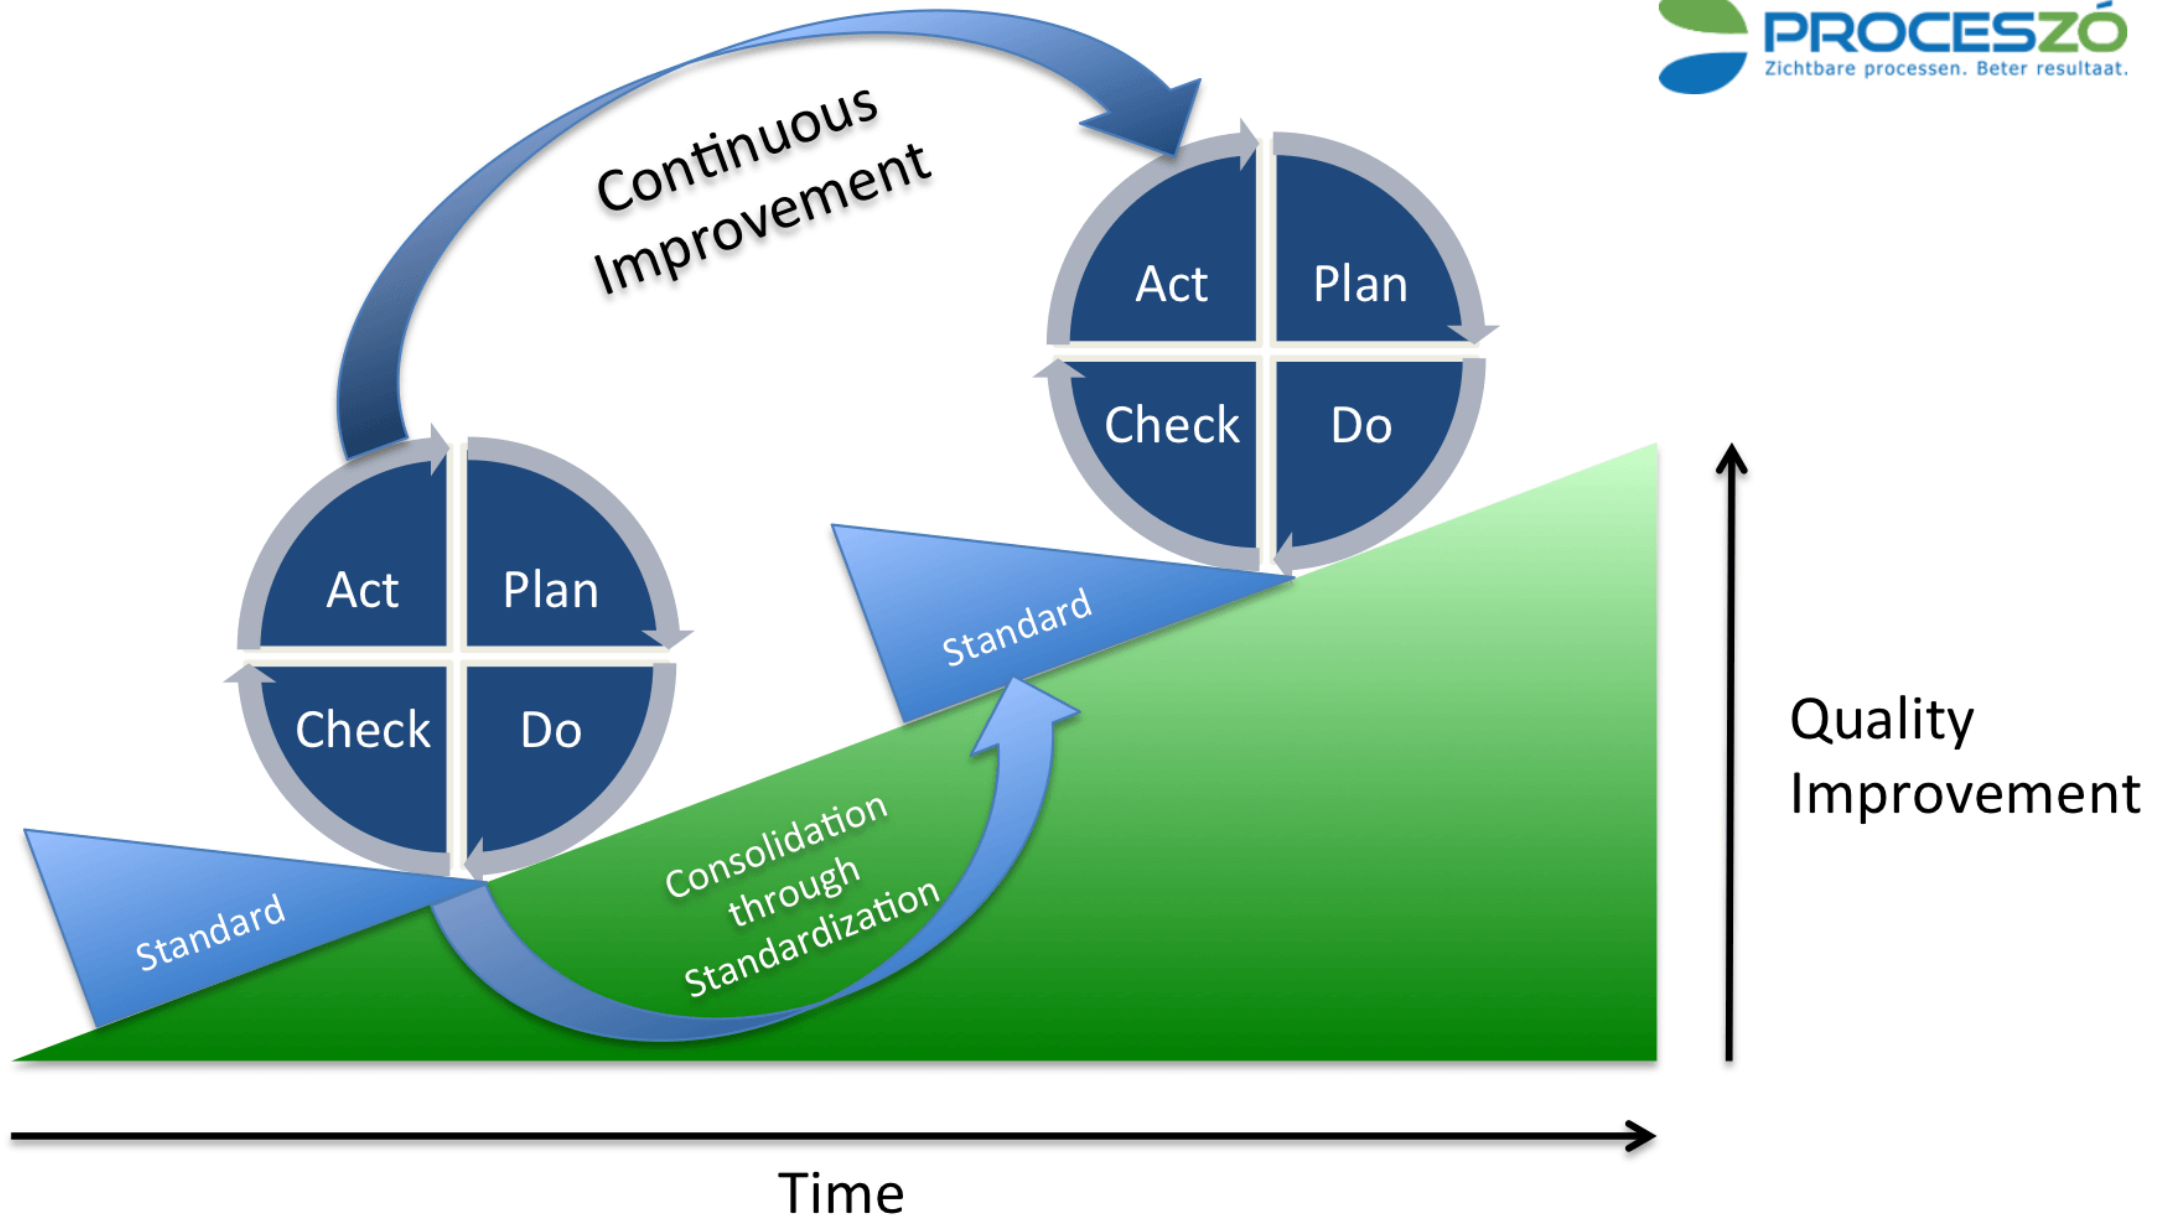 PROCESZÓ
Zichtbare processen. Beter resultaat.
Continuous
Improvement
Act
Plan
Check
Do
Act
Plan
Check
Do
Standard
Standard
Consolidation
through
Standardization
Quality
Improvement
Time